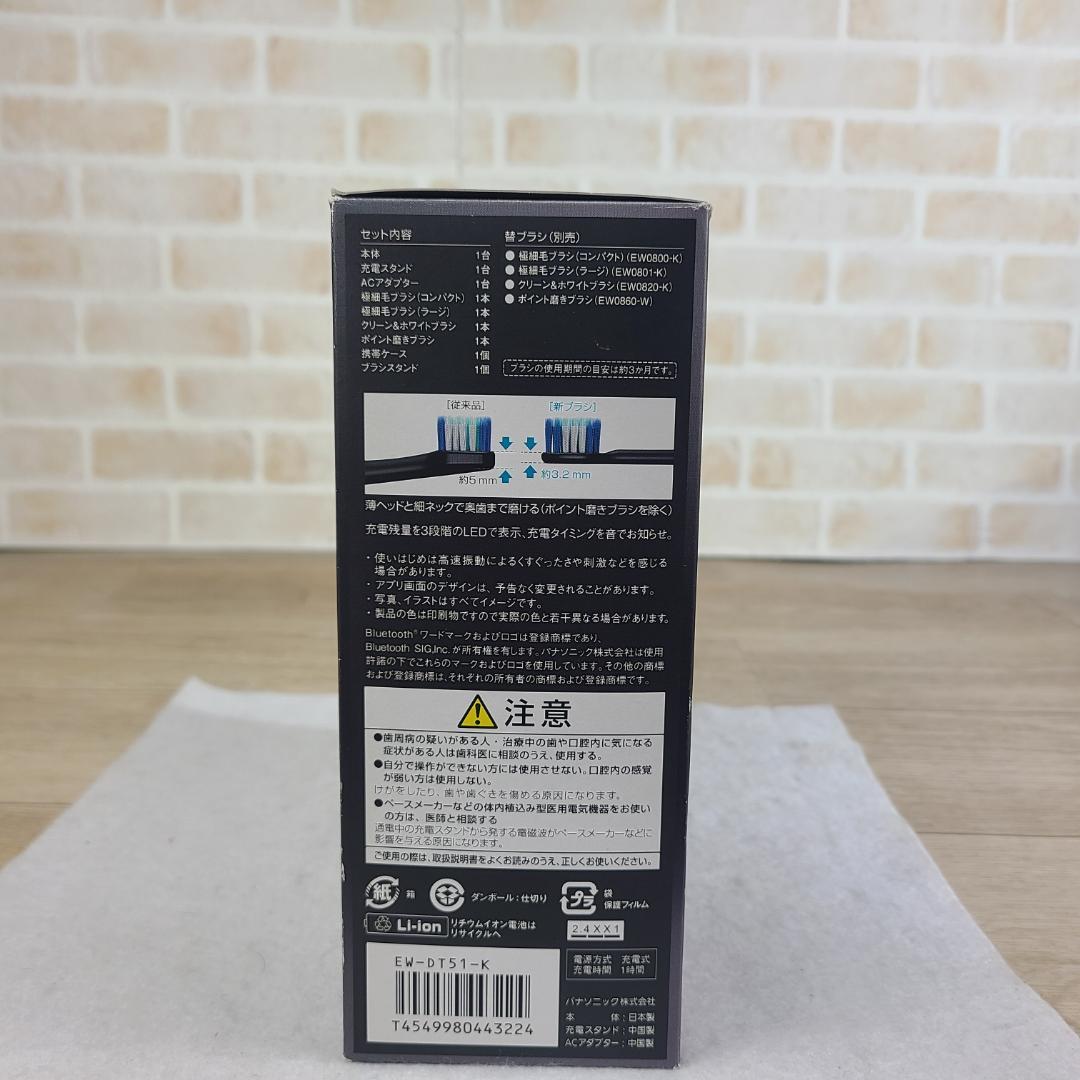 セット内容
本体 1台
充電スタンド 1台
ACアダプター 1台
極細毛ブラシ(コンパクト) 1本
極細毛ブラシ(ラージ) 1本
クリーン&ホワイトブラシ 1本
ポイント磨きブラシ 1本
携帯ケース 1個
ブラシスタンド 1個
替ブラシ(別売)
● 極細毛ブラシ(コンパクト)(EW0800-K)
● 極細毛ブラシ(ラージ)(EW0801-K)
● クリーン&ホワイトブラシ(EW0820-K)
● ポイント磨きブラシ(EW0860-W)
ブラシの使用期間の目安は約3か月です。
[従来品]
[新ブラシ]
約5mm
約3.2mm
薄ヘッドと細ネックで奥歯まで磨ける(ポイント磨きブラシを除く)
充電残量を3段階のLEDで表示、充電タイミングを音でお知らせ。
・使いはじめは高速振動によるくすぐったさや刺激などを感じる
場合があります。
・アプリ画面のデザインは、予告なく変更されることがあります。
・写真、イラストはすべてイメージです。
・製品の色は印刷物ですので実際の色と若干異なる場合があります。
Bluetooth® ワードマークおよびロゴは登録商標であり、
Bluetooth SIG,Inc. が所有権を有します。パナソニック株式会社は使用
許諾の下でこれらのマークおよびロゴを使用しています。その他の商標
および登録商標は、それぞれの所有者の商標および登録商標です。
注意
●歯周病の疑いがある人・治療中の歯や口腔内に気になる
症状がある人は歯科医に相談のうえ、使用する。
●自分で操作ができない方には使用させない。口腔内の感覚
が弱い方は使用しない。
けがをしたり、歯や歯ぐきを傷める原因になります。
●ペースメーカーなどの体内植込み型医用電気機器をお使い
の方は、医師と相談する
通電中の充電スタンドから発する電磁波がペースメーカーなどに
影響を与える原因になります。
ご使用の際は、取扱説明書をよくお読みのうえ、正しくお使いください。
紙 箱
ダンボール:仕切り
プラ 袋
保護フィルム
Li-ion
リチウムイオン電池は
リサイクルへ
2.4XX1
EW-DT51-K
T4549980443224
電源方式 充電式
充電時間 1時間
パナソニック株式会社
本 体:日本製
充電スタンド:中国製
ACアダプター:中国製